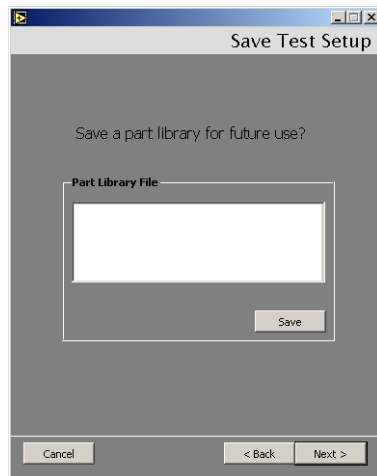 Save Test Setup
Save a part library for future use?
Part Library File
Save
Cancel
< Back
Next >